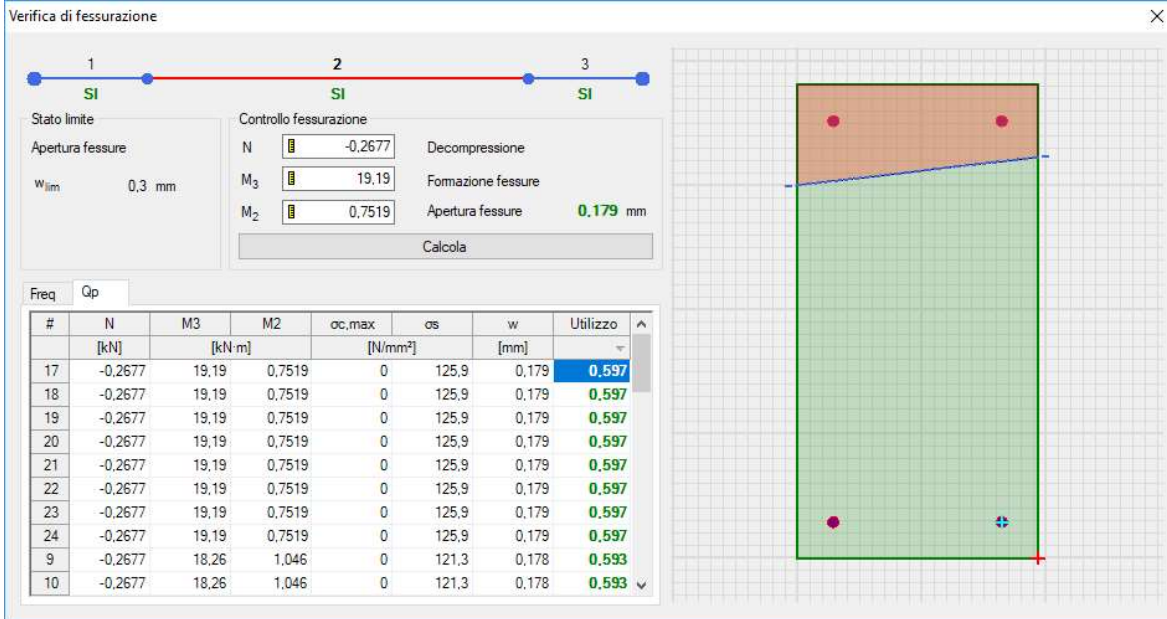 Verifica di fessurazione
1 2 3
SI SI SI
Stato limite
Apertura fessure
wlim 0,3 mm
Controllo fessurazione
N -0,2677 Decompressione
M3 19,19 Formazione fessure
M2 0,7519 Apertura fessure 0,179 mm
Calcola
Freq Qp
# N M3 M2 σc,max σs w Utilizzo
[kN] [kN·m] [N/mm²] [mm]
17 -0,2677 19,19 0,7519 0 125,9 0,179 0,597
18 -0,2677 19,19 0,7519 0 125,9 0,179 0,597
19 -0,2677 19,19 0,7519 0 125,9 0,179 0,597
20 -0,2677 19,19 0,7519 0 125,9 0,179 0,597
21 -0,2677 19,19 0,7519 0 125,9 0,179 0,597
22 -0,2677 19,19 0,7519 0 125,9 0,179 0,597
23 -0,2677 19,19 0,7519 0 125,9 0,179 0,597
24 -0,2677 19,19 0,7519 0 125,9 0,179 0,597
9 -0,2677 18,26 1,046 0 121,3 0,178 0,593
10 -0,2677 18,26 1,046 0 121,3 0,178 0,593